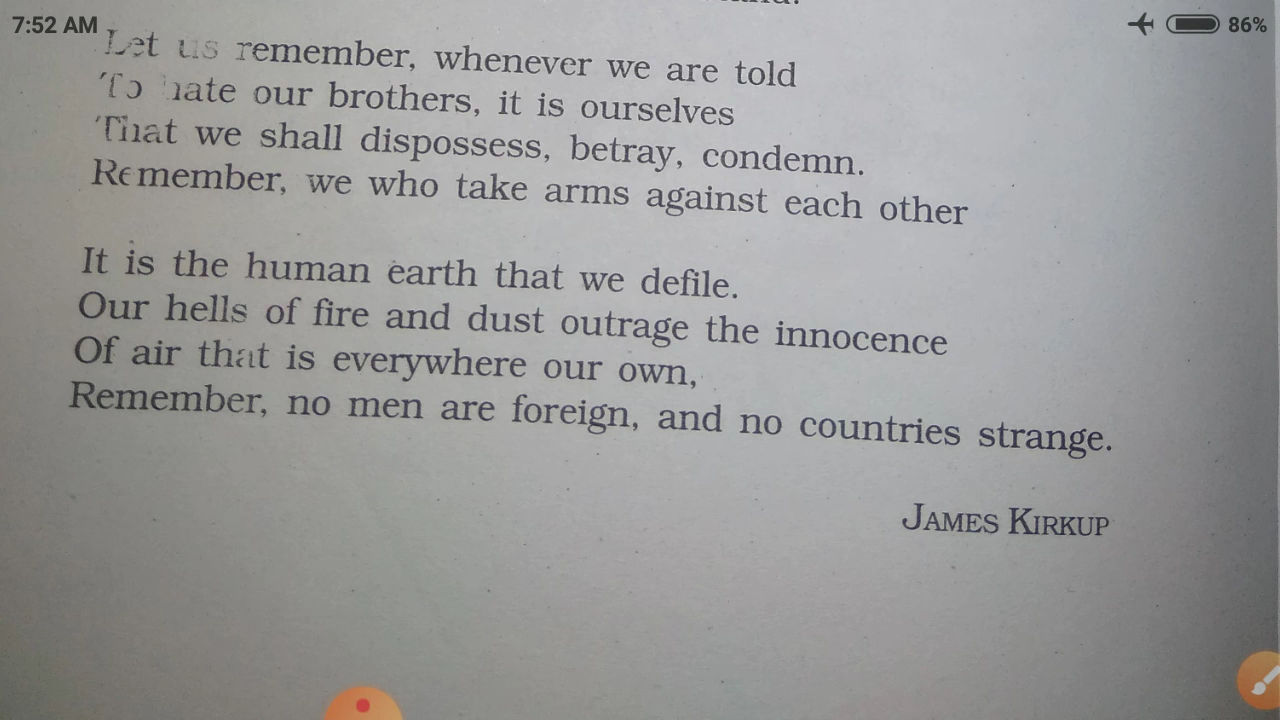 7:52 AM
86%
Let us remember, whenever we are told
To hate our brothers, it is ourselves
That we shall dispossess, betray, condemn.
Remember, we who take arms against each other
It is the human earth that we defile.
Our hells of fire and dust outrage the innocence
Of air that is everywhere our own,
Remember, no men are foreign, and no countries strange.
JAMES KIRKUP